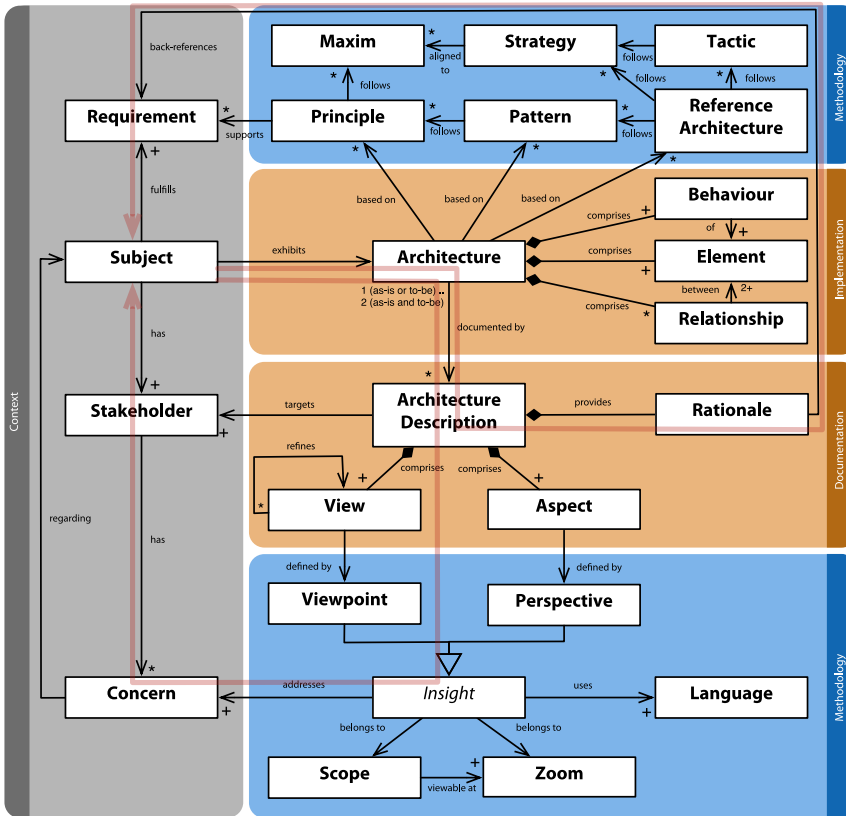 Maxim
*
aligned
to
Strategy
follows
Tactic
back-references
*
follows
*
follows
*
follows
Requirement
*
supports
Principle
*
follows
Pattern
*
follows
Reference
Architecture
+
*
*
*
fulfills
based on
based on
based on
Behaviour
comprises
+
of
+
Subject
exhibits
Architecture
comprises
+
Element
1 (as-is or to-be) ..
2 (as-is and to-be)
between
2+
comprises
*
Relationship
has
documented by
+
*
Stakeholder
+
targets
Architecture
Description
provides
Rationale
refines
comprises
comprises
*
+
+
View
Aspect
regarding
has
defined by
defined by
Viewpoint
Perspective
*
Concern
+
addresses
Insight
uses
+
Language
belongs to
belongs to
Scope
viewable at
+
Zoom
Context
Methodology
Implementation
Documentation
Methodology